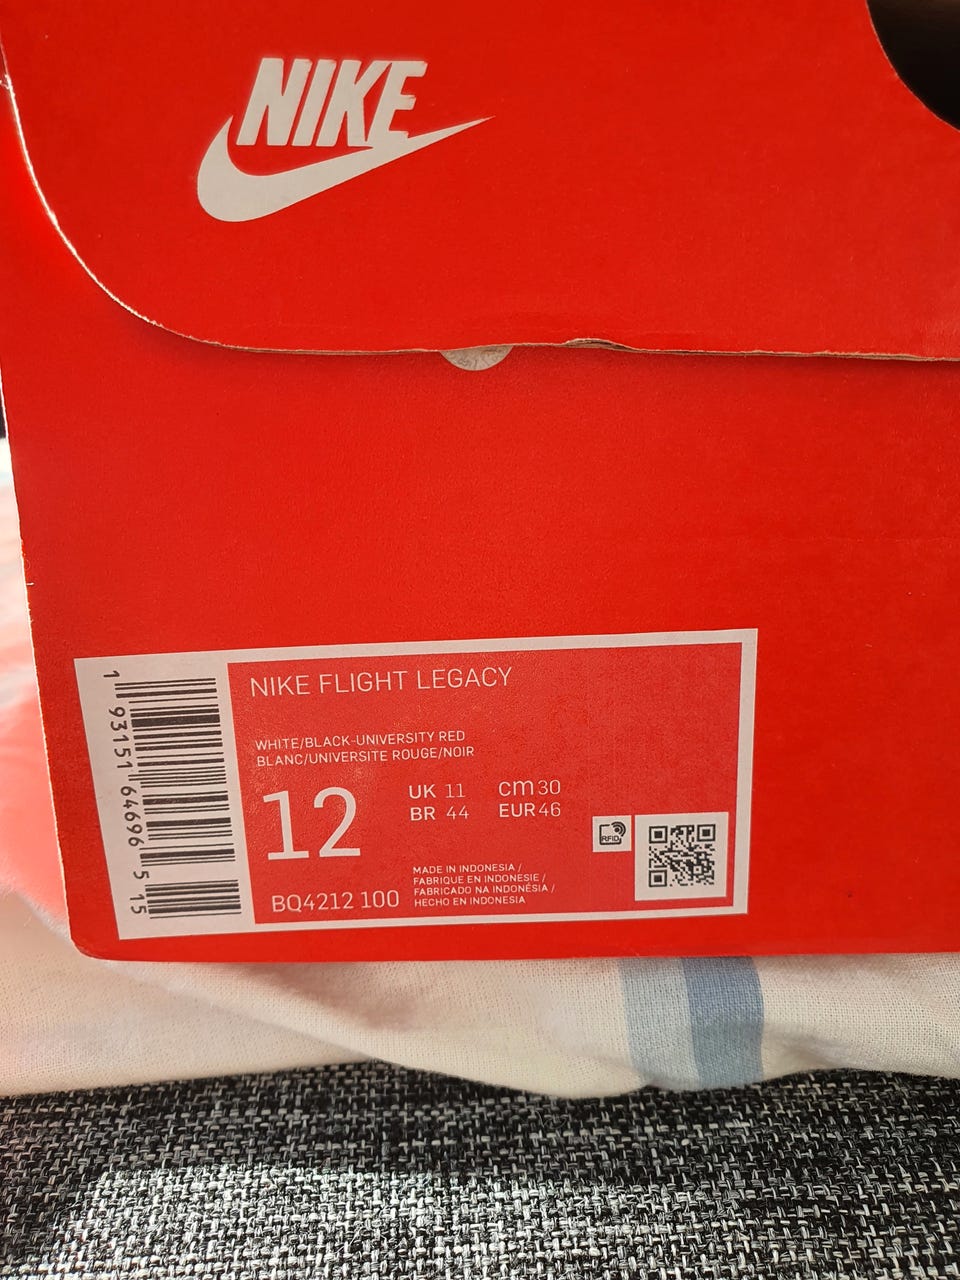 NIKE
NIKE FLIGHT LEGACY
WHITE/BLACK-UNIVERSITY RED
BLANC/UNIVERSITE ROUGE/NOIR
12
UK 11 cm 30
BR 44 EUR 46
BQ4212 100
MADE IN INDONESIA /
FABRIQUE EN INDONESIE /
FABRICADO NA INDONÉSIA /
HECHO EN INDONESIA
RFID
1 93151 64696 5 15